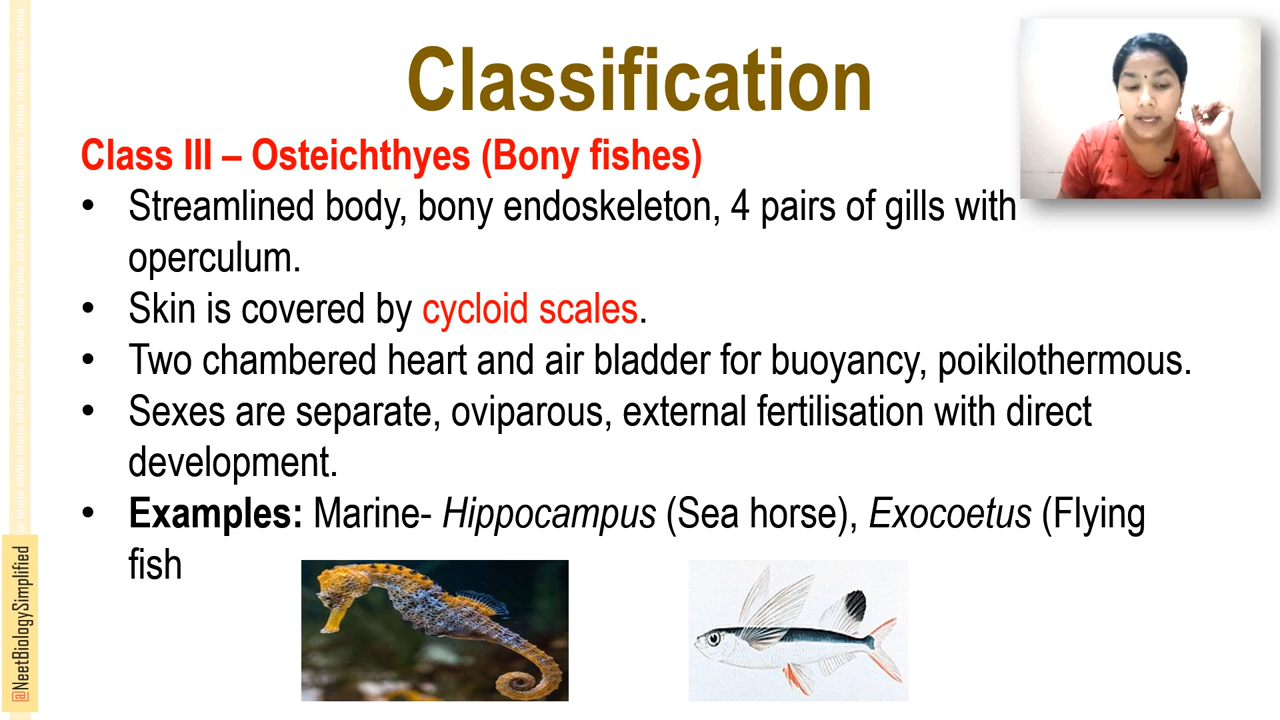 Classification
Class III – Osteichthyes (Bony fishes)
• Streamlined body, bony endoskeleton, 4 pairs of gills with
operculum.
• Skin is covered by cycloid scales.
• Two chambered heart and air bladder for buoyancy, poikilothermous.
• Sexes are separate, oviparous, external fertilisation with direct
development.
• Examples: Marine- Hippocampus (Sea horse), Exocoetus (Flying
fish
@NeetBiologySimplified